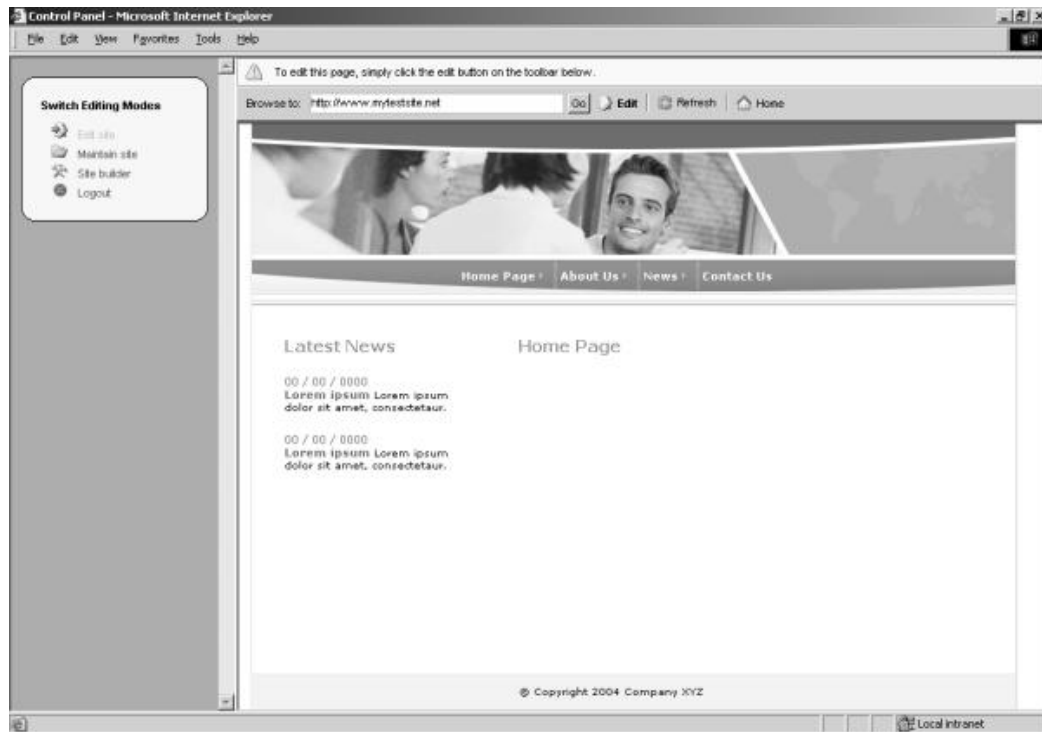 Control Panel - Microsoft Internet Explorer
File Edit View Favorites Tools Help
To edit this page, simply click the edit button on the toolbar below.
Switch Editing Modes
Edit site
Maintain site
Site builder
Logout
Browse to: http://www.mytestsite.net Go Edit Refresh Home
Home Page About Us News Contact Us
Latest News
00 / 00 / 0000
Lorem ipsum Lorem ipsum
dolor sit amet, consectetaur.
00 / 00 / 0000
Lorem ipsum Lorem ipsum
dolor sit amet, consectetaur.
Home Page
© Copyright 2004 Company XYZ
Local intranet